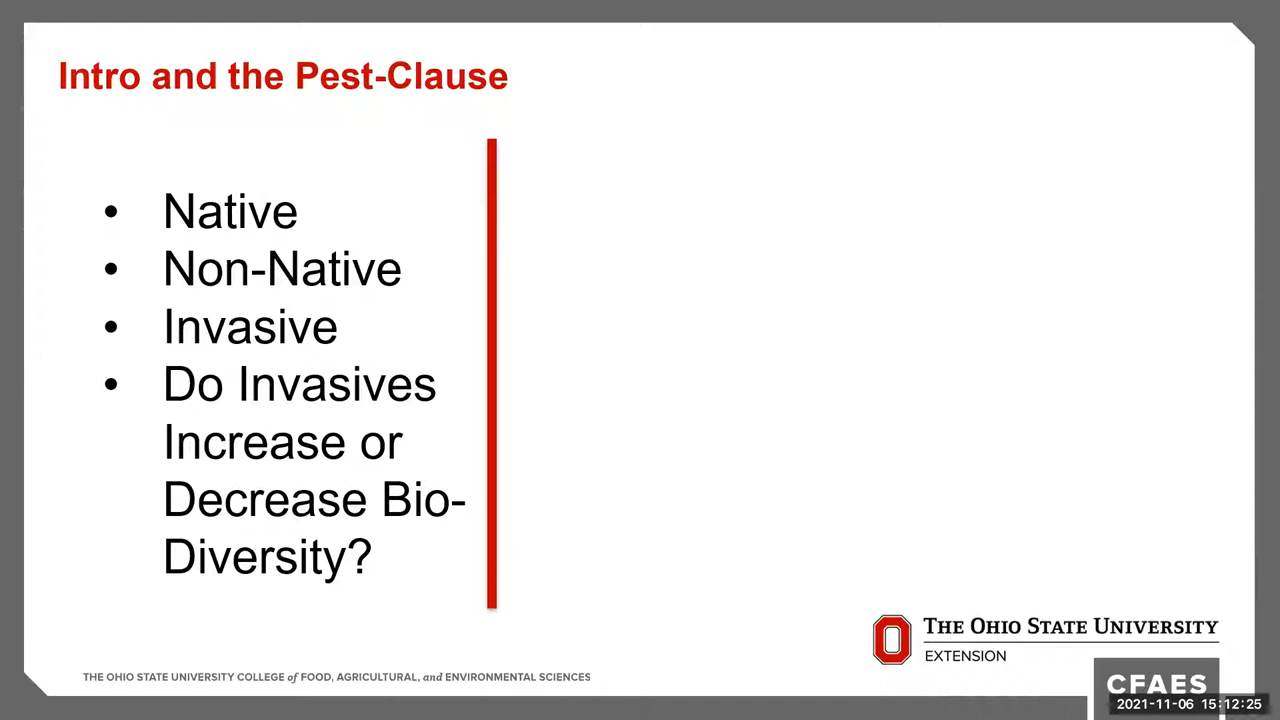 Intro and the Pest-Clause
• Native
• Non-Native
• Invasive
• Do Invasives
Increase or
Decrease Bio-
Diversity?
THE OHIO STATE UNIVERSITY
EXTENSION
THE OHIO STATE UNIVERSITY COLLEGE of FOOD, AGRICULTURAL, and ENVIRONMENTAL SCIENCES
CFAES
2021-11-06 15:12:25